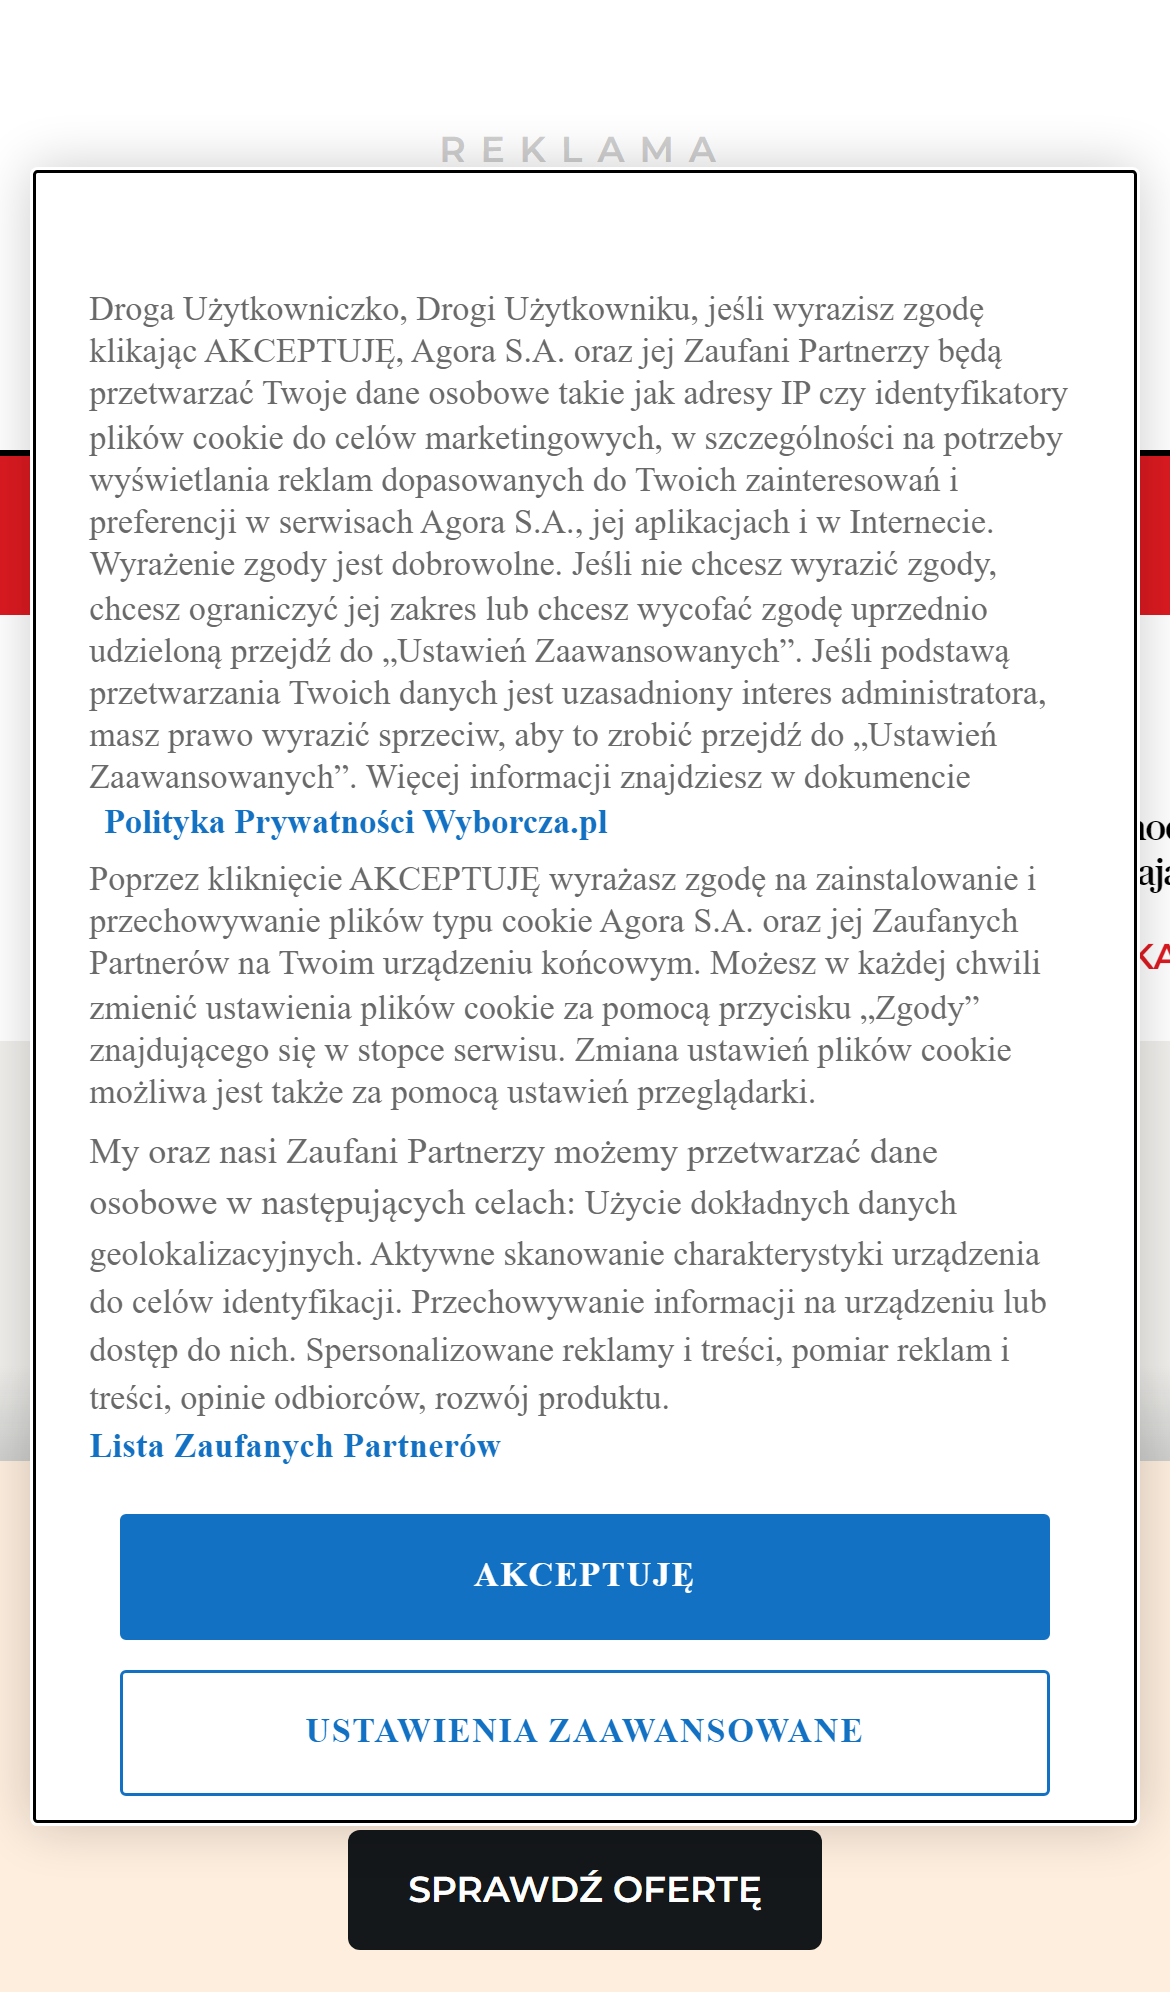 REKLAMA
Droga Użytkowniczko, Drogi Użytkowniku, jeśli wyrazisz zgodę
klikając AKCEPTUJĘ, Agora S.A. oraz jej Zaufani Partnerzy będą
przetwarzać Twoje dane osobowe takie jak adresy IP czy identyfikatory
plików cookie do celów marketingowych, w szczególności na potrzeby
wyświetlania reklam dopasowanych do Twoich zainteresowań i
preferencji w serwisach Agora S.A., jej aplikacjach i w Internecie.
Wyrażenie zgody jest dobrowolne. Jeśli nie chcesz wyrazić zgody,
chcesz ograniczyć jej zakres lub chcesz wycofać zgodę uprzednio
udzieloną przejdź do „Ustawień Zaawansowanych”. Jeśli podstawą
przetwarzania Twoich danych jest uzasadniony interes administratora,
masz prawo wyrazić sprzeciw, aby to zrobić przejdź do „Ustawień
Zaawansowanych”. Więcej informacji znajdziesz w dokumencie
Polityka Prywatności Wyborcza.pl
Poprzez kliknięcie AKCEPTUJĘ wyrażasz zgodę na zainstalowanie i
przechowywanie plików typu cookie Agora S.A. oraz jej Zaufanych
Partnerów na Twoim urządzeniu końcowym. Możesz w każdej chwili
zmienić ustawienia plików cookie za pomocą przycisku „Zgody”
znajdującego się w stopce serwisu. Zmiana ustawień plików cookie
możliwa jest także za pomocą ustawień przeglądarki.
My oraz nasi Zaufani Partnerzy możemy przetwarzać dane
osobowe w następujących celach: Użycie dokładnych danych
geolokalizacyjnych. Aktywne skanowanie charakterystyki urządzenia
do celów identyfikacji. Przechowywanie informacji na urządzeniu lub
dostęp do nich. Spersonalizowane reklamy i treści, pomiar reklam i
treści, opinie odbiorców, rozwój produktu.
Lista Zaufanych Partnerów
AKCEPTUJĘ
USTAWIENIA ZAAWANSOWANE
SPRAWDŹ OFERTĘ